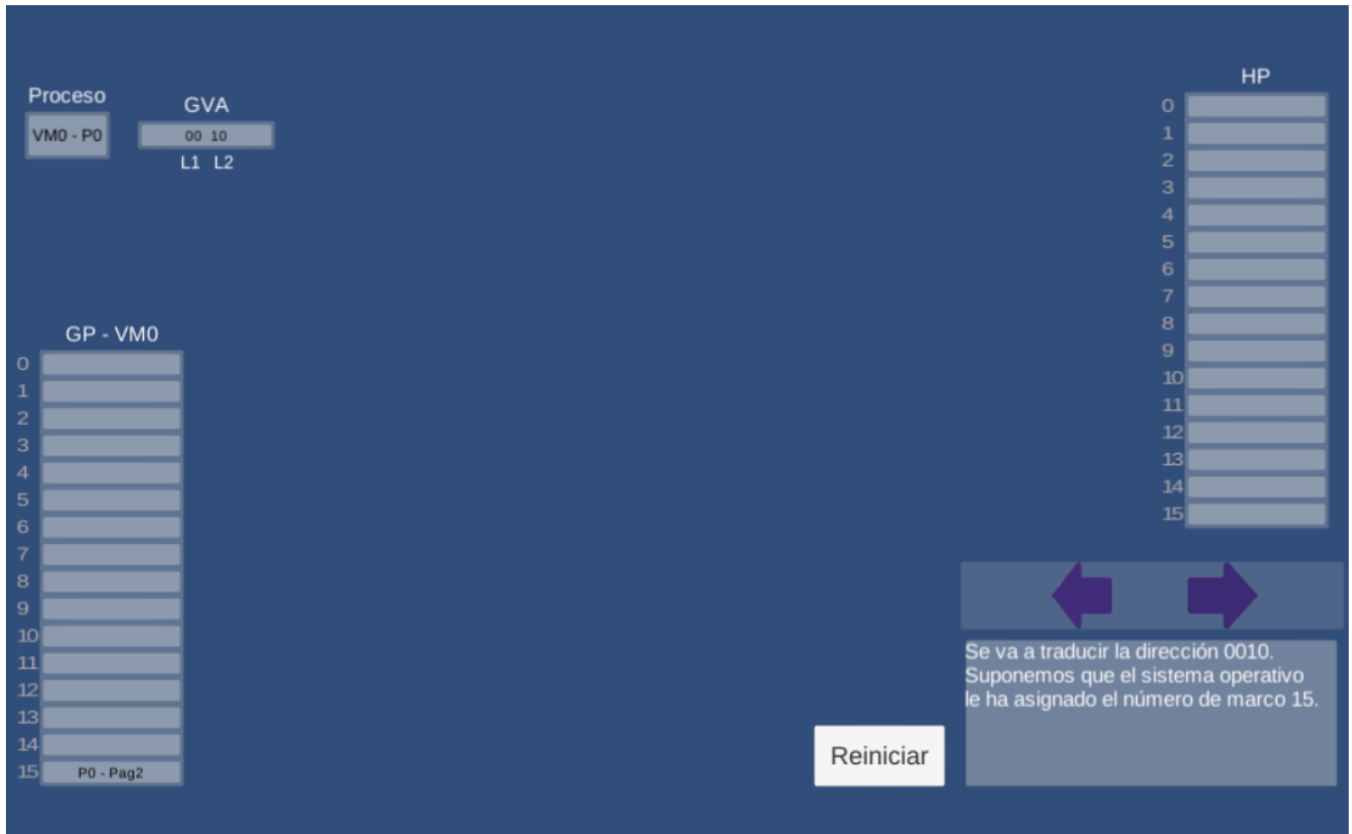 Proceso
VM0 - P0
GVA
00 10
L1 L2
HP
0
1
2
3
4
5
6
7
8
9
10
11
12
13
14
15
GP - VM0
0
1
2
3
4
5
6
7
8
9
10
11
12
13
14
15 P0 - Pag2
Se va a traducir la dirección 0010.
Suponemos que el sistema operativo
le ha asignado el número de marco 15.
Reiniciar